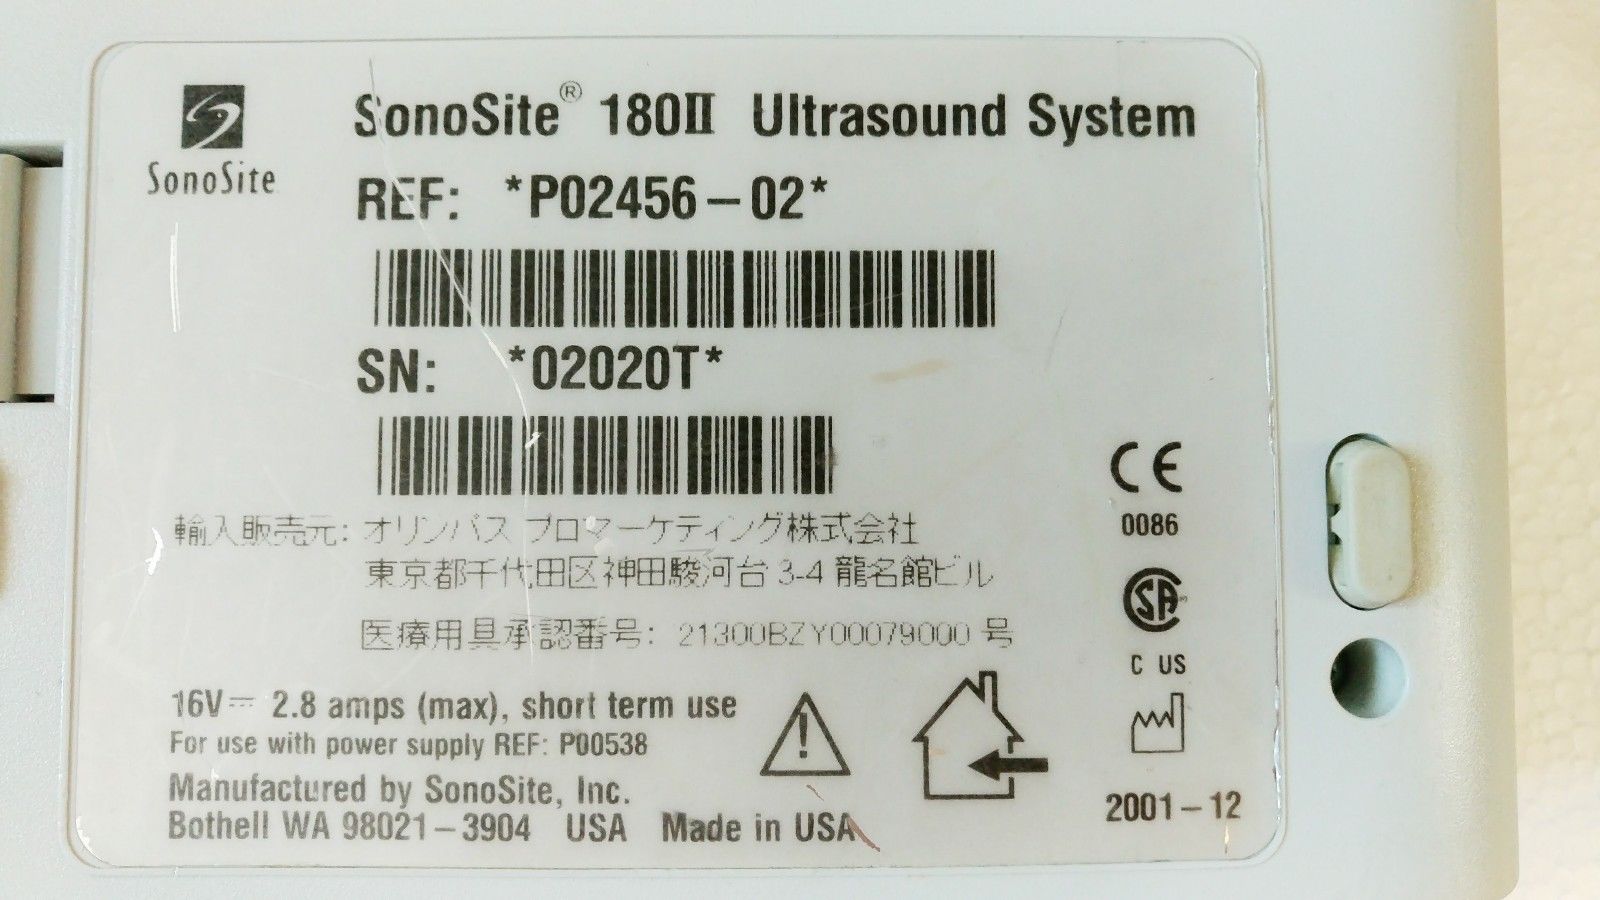 SonoSite
SonoSite® 180II Ultrasound System
REF: *P02456-02*
SN: *02020T*
輸入販売元: オリンパス プロマーケティング株式会社
東京都千代田区神田駿河台 3-4 龍名館ビル
医療用具承認番号: 21300BZY00079000 号
CE
0086
CSA
C US
16V⎓ 2.8 amps (max), short term use
For use with power supply REF: P00538
Manufactured by SonoSite, Inc.
Bothell WA 98021-3904 USA Made in USA
2001-12